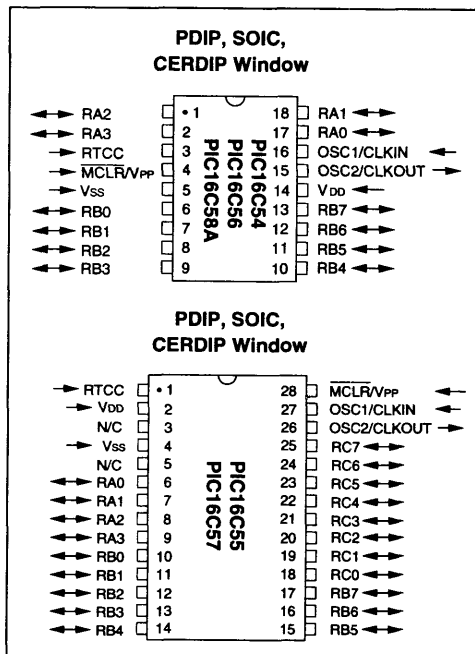 PDIP, SOIC,
CERDIP Window
RA2 •1 18 RA1
RA3 2 17 RA0
RTCC 3 16 OSC1/CLKIN
MCLR/VPP 4 15 OSC2/CLKOUT
VSS 5 14 VDD
RB0 6 13 RB7
RB1 7 12 RB6
RB2 8 11 RB5
RB3 9 10 RB4
PIC16C54
PIC16C56
PIC16C58A
PDIP, SOIC,
CERDIP Window
RTCC •1 28 MCLR/VPP
VDD 2 27 OSC1/CLKIN
N/C 3 26 OSC2/CLKOUT
VSS 4 25 RC7
N/C 5 24 RC6
RA0 6 23 RC5
RA1 7 22 RC4
RA2 8 21 RC3
RA3 9 20 RC2
RB0 10 19 RC1
RB1 11 18 RC0
RB2 12 17 RB7
RB3 13 16 RB6
RB4 14 15 RB5
PIC16C55
PIC16C57